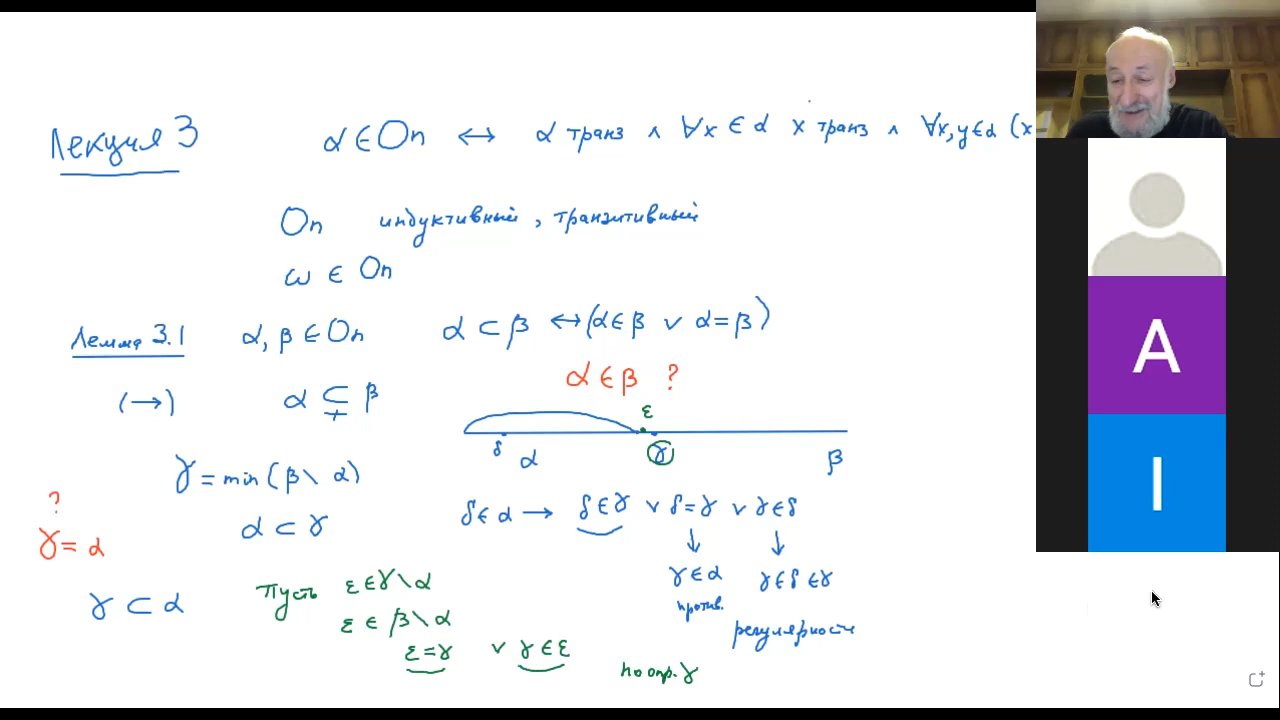 Лекция 3
α ∈ On ↔ α транз ∧ ∀x ∈ α x транз ∧ ∀x,y∈α (x
On индуктивный, транзитивный
ω ∈ On
Лемма 3.1 α, β ∈ On α ⊂ β ↔ (α∈β ∨ α=β)
α ∈ β ?
(→) α ⊊ β
ε
δ α γ β
γ = min(β \ α)
?
δ∈α → δ∈γ ∨ δ=γ ∨ γ∈δ
α ⊂ γ
γ = α
↓ ↓
γ∈α γ∈δ∈γ
против.
регулярности
γ ⊂ α
Пусть ε∈γ\α
ε ∈ β\α
ε=γ ∨ γ∈ε
по опр. γ
A
I